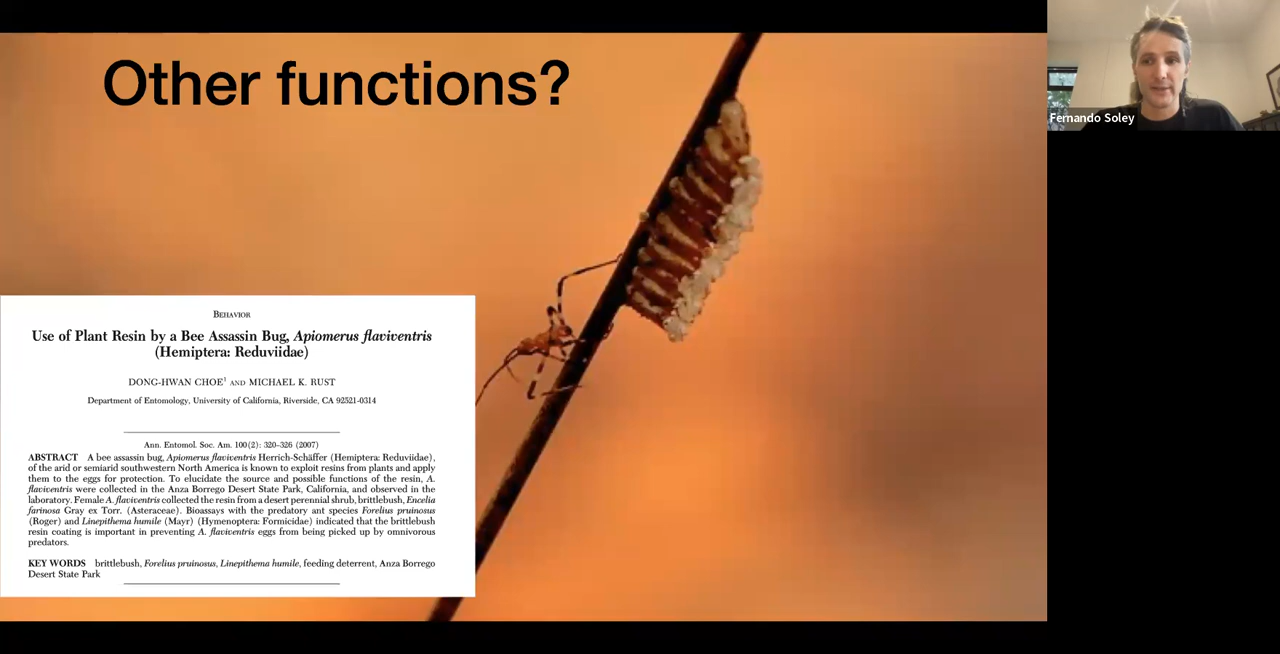 Other functions?
Fernando Soley
BEHAVIOR
Use of Plant Resin by a Bee Assassin Bug, Apiomerus flaviventris
(Hemiptera: Reduviidae)
DONG-HWAN CHOE1 AND MICHAEL K. RUST
Department of Entomology, University of California, Riverside, CA 92521-0314
Ann. Entomol. Soc. Am. 100(2): 320–326 (2007)
ABSTRACT A bee assassin bug, Apiomerus flaviventris Herrich-Schäffer (Hemiptera: Reduviidae),
of the arid or semiarid southwestern North America is known to exploit resins from plants and apply
them to the eggs for protection. To elucidate the source and possible functions of the resin, A.
flaviventris were collected in the Anza Borrego Desert State Park, California, and observed in the
laboratory. Female A. flaviventris collected the resin from a desert perennial shrub, brittlebush, Encelia
farinosa Gray ex Torr. (Asteraceae). Bioassays with the predatory ant species Forelius pruinosus
(Roger) and Linepithema humile (Mayr) (Hymenoptera: Formicidae) indicated that the brittlebush
resin coating is important in preventing A. flaviventris eggs from being picked up by omnivorous
predators.
KEY WORDS brittlebush, Forelius pruinosus, Linepithema humile, feeding deterrent, Anza Borrego
Desert State Park